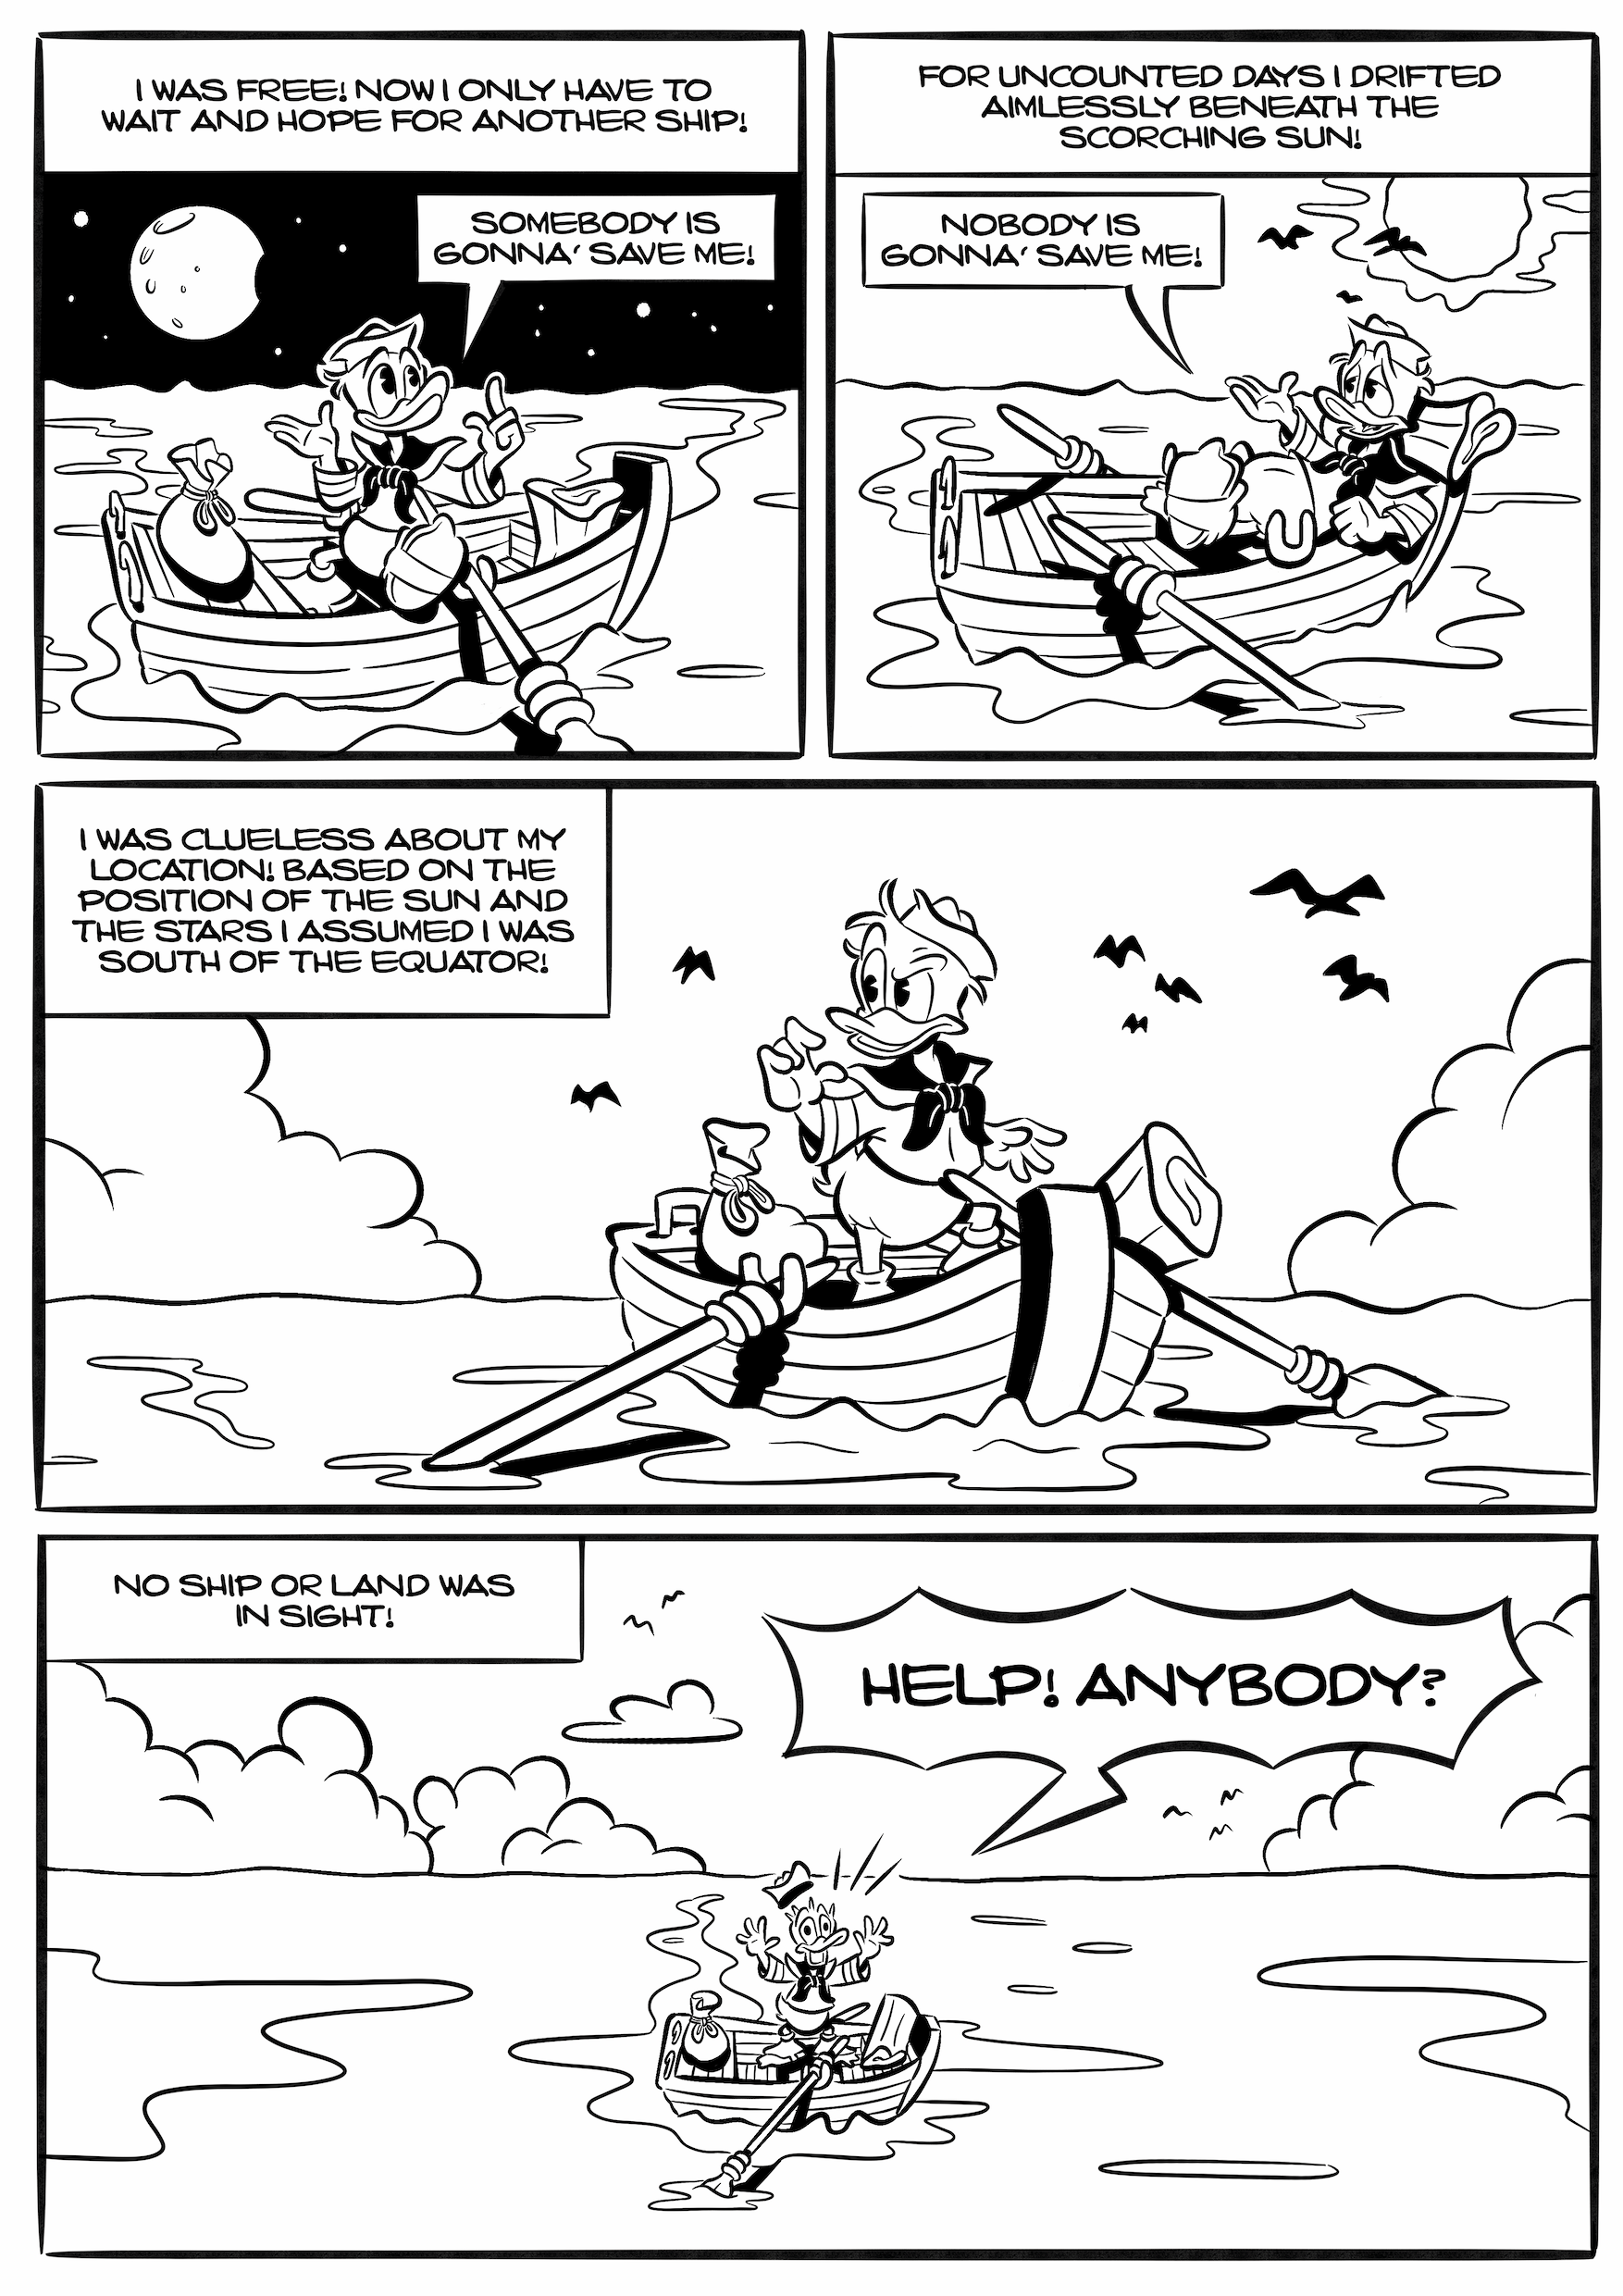 I WAS FREE! NOW I ONLY HAVE TO
WAIT AND HOPE FOR ANOTHER SHIP!
SOMEBODY IS
GONNA' SAVE ME!
FOR UNCOUNTED DAYS I DRIFTED
AIMLESSLY BENEATH THE
SCORCHING SUN!
NOBODY IS
GONNA' SAVE ME!
I WAS CLUELESS ABOUT MY
LOCATION! BASED ON THE
POSITION OF THE SUN AND
THE STARS I ASSUMED I WAS
SOUTH OF THE EQUATOR!
NO SHIP OR LAND WAS
IN SIGHT!
HELP! ANYBODY?